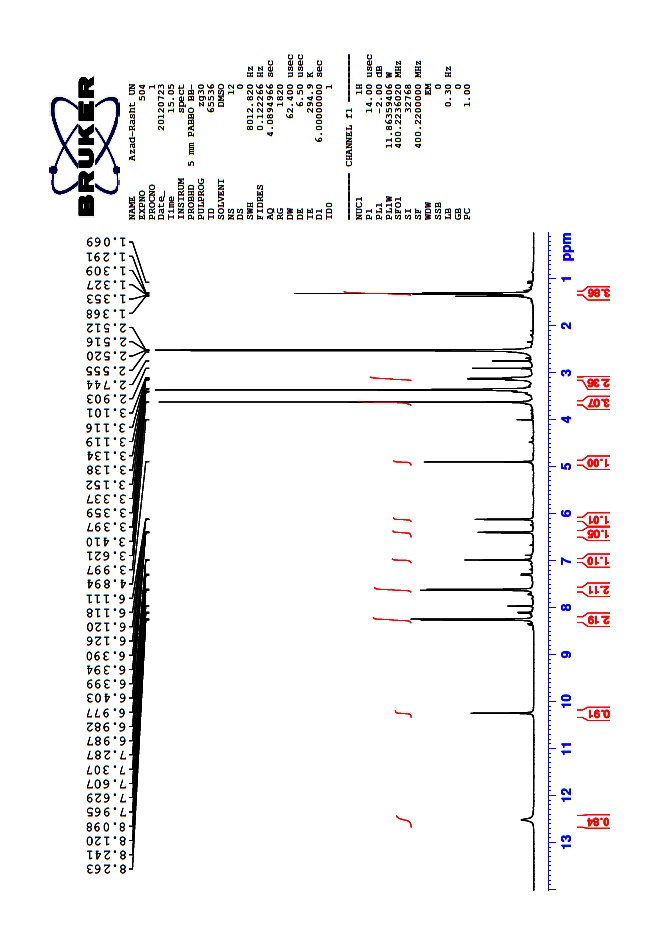 BRUKER
NAME Azad-Rasht UN
EXPNO 504
PROCNO 1
Date_ 20120723
Time 15.05
INSTRUM spect
PROBHD 5 mm PABBO BB-
PULPROG zg30
TD 65536
SOLVENT DMSO
NS 12
DS 0
SWH 8012.820 Hz
FIDRES 0.122266 Hz
AQ 4.0894966 sec
RG 1820
DW 62.400 usec
DE 6.50 usec
TE 294.9 K
D1 6.00000000 sec
TD0 1
======== CHANNEL f1 ========
NUC1 1H
P1 14.00 usec
PL1 -2.00 dB
PL1W 11.86359406 W
SFO1 400.2236020 MHz
SI 32768
SF 400.2200000 MHz
WDW EM
SSB 0
LB 0.30 Hz
GB 0
PC 1.00
1.069
1.291
1.309
1.327
1.353
1.368
2.512
2.516
2.520
2.555
2.744
2.903
3.101
3.116
3.119
3.134
3.138
3.152
3.337
3.359
3.397
3.410
3.621
3.997
4.894
6.111
6.118
6.120
6.126
6.390
6.394
6.399
6.403
6.977
6.982
6.987
7.287
7.307
7.607
7.629
7.965
8.098
8.120
8.241
8.263
ppm
1
2
3
4
5
6
7
8
9
10
11
12
13
3.86
2.36
3.07
1.00
1.01
1.05
1.10
2.11
2.19
0.91
0.84